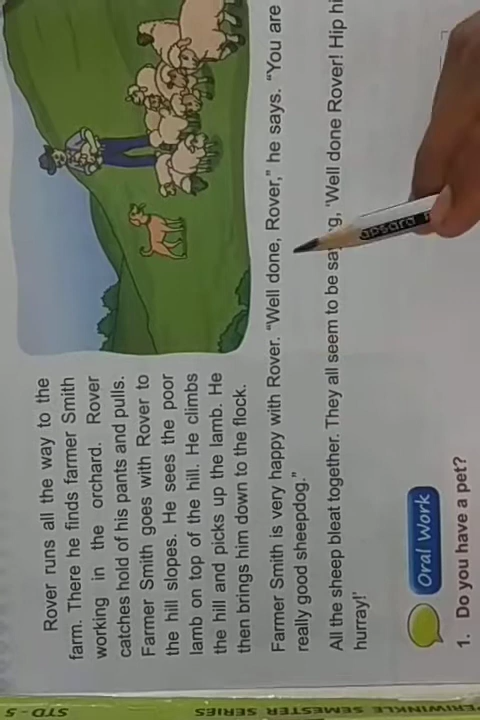 Rover runs all the way to the
farm. There he finds farmer Smith
working in the orchard. Rover
catches hold of his pants and pulls.
Farmer Smith goes with Rover to
the hill slopes. He sees the poor
lamb on top of the hill. He climbs
the hill and picks up the lamb. He
then brings him down to the flock.
Farmer Smith is very happy with Rover. "Well done, Rover," he says. "You are
really good sheepdog."
All the sheep bleat together. They all seem to be say g, 'Well done Rover! Hip hi
hurray!'
Oral Work
1. Do you have a pet?
apsara
PERIWINKLE SEMESTER SERIES
STD - 5